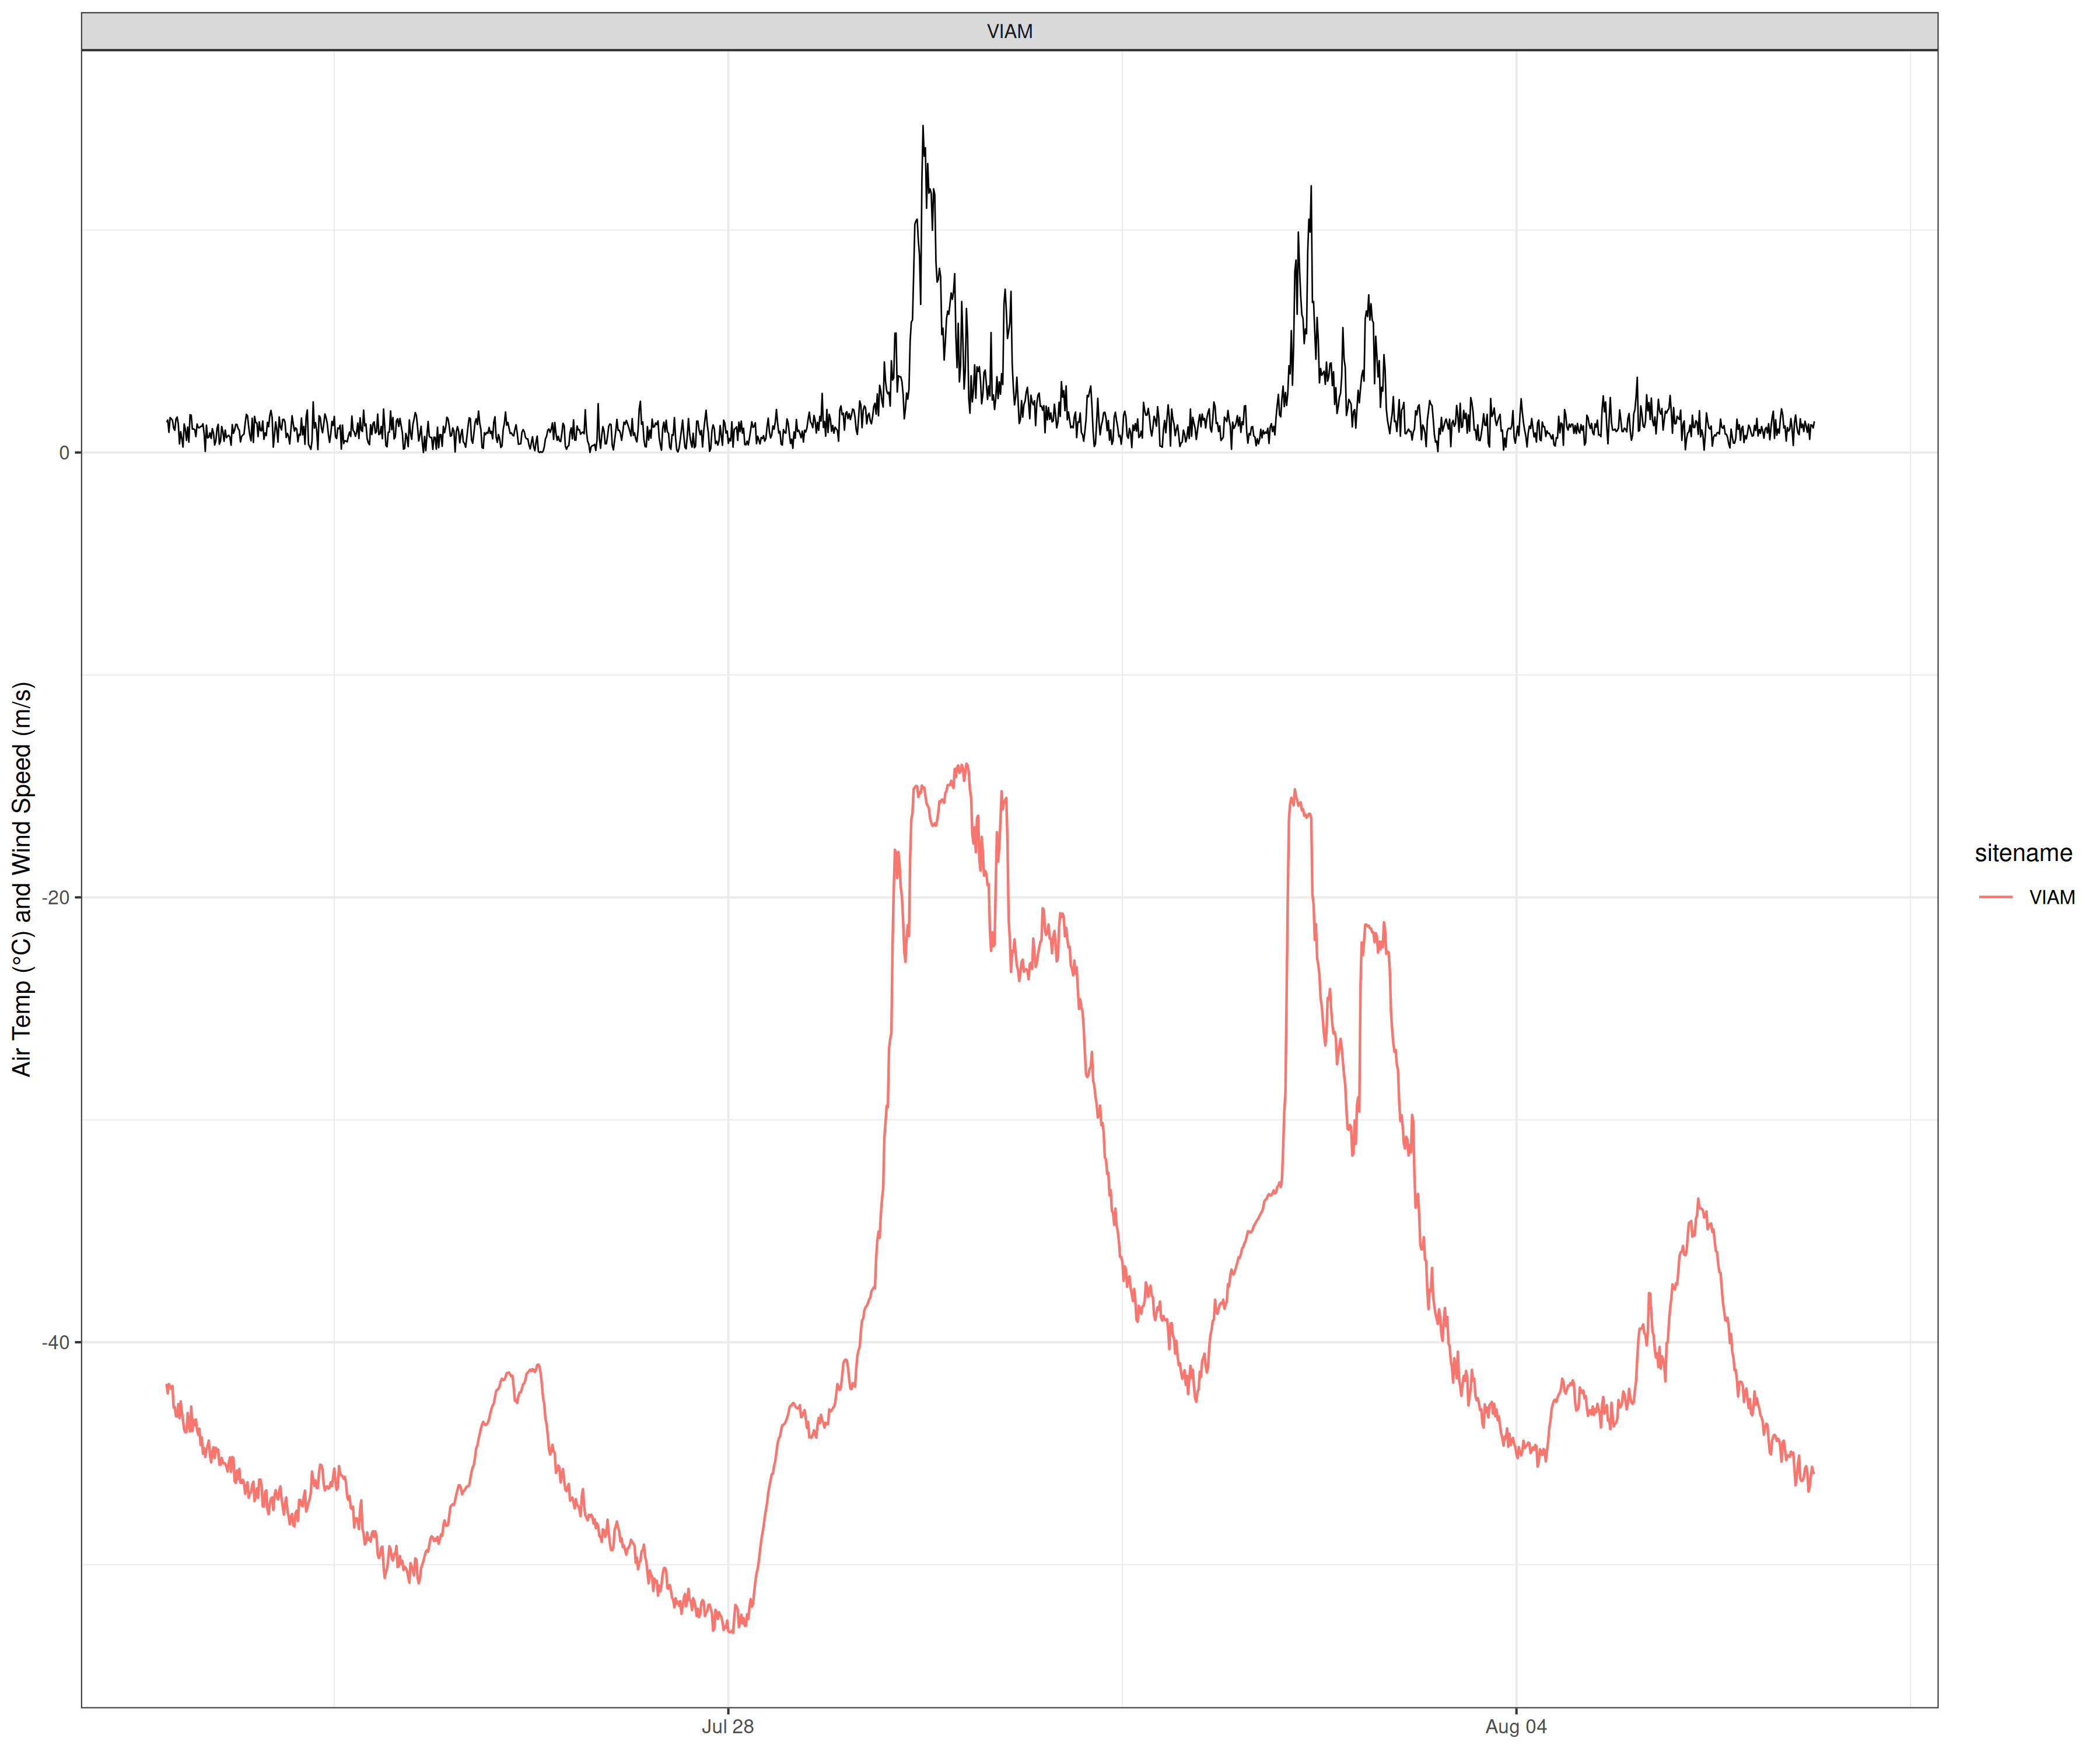 VIAM
0
-20
-40
Air Temp (°C) and Wind Speed (m/s)
Jul 28
Aug 04
sitename
VIAM